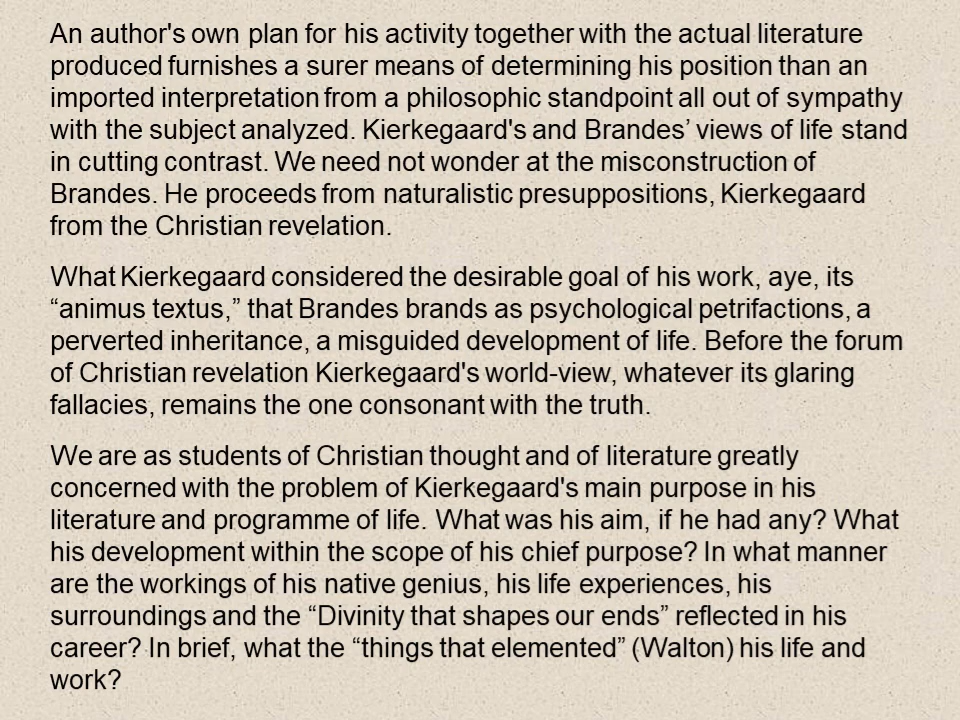 An author's own plan for his activity together with the actual literature
produced furnishes a surer means of determining his position than an
imported interpretation from a philosophic standpoint all out of sympathy
with the subject analyzed. Kierkegaard's and Brandes’ views of life stand
in cutting contrast. We need not wonder at the misconstruction of
Brandes. He proceeds from naturalistic presuppositions, Kierkegaard
from the Christian revelation.
What Kierkegaard considered the desirable goal of his work, aye, its
“animus textus,” that Brandes brands as psychological petrifactions, a
perverted inheritance, a misguided development of life. Before the forum
of Christian revelation Kierkegaard's world-view, whatever its glaring
fallacies, remains the one consonant with the truth.
We are as students of Christian thought and of literature greatly
concerned with the problem of Kierkegaard's main purpose in his
literature and programme of life. What was his aim, if he had any? What
his development within the scope of his chief purpose? In what manner
are the workings of his native genius, his life experiences, his
surroundings and the “Divinity that shapes our ends” reflected in his
career? In brief, what the “things that elemented” (Walton) his life and
work?